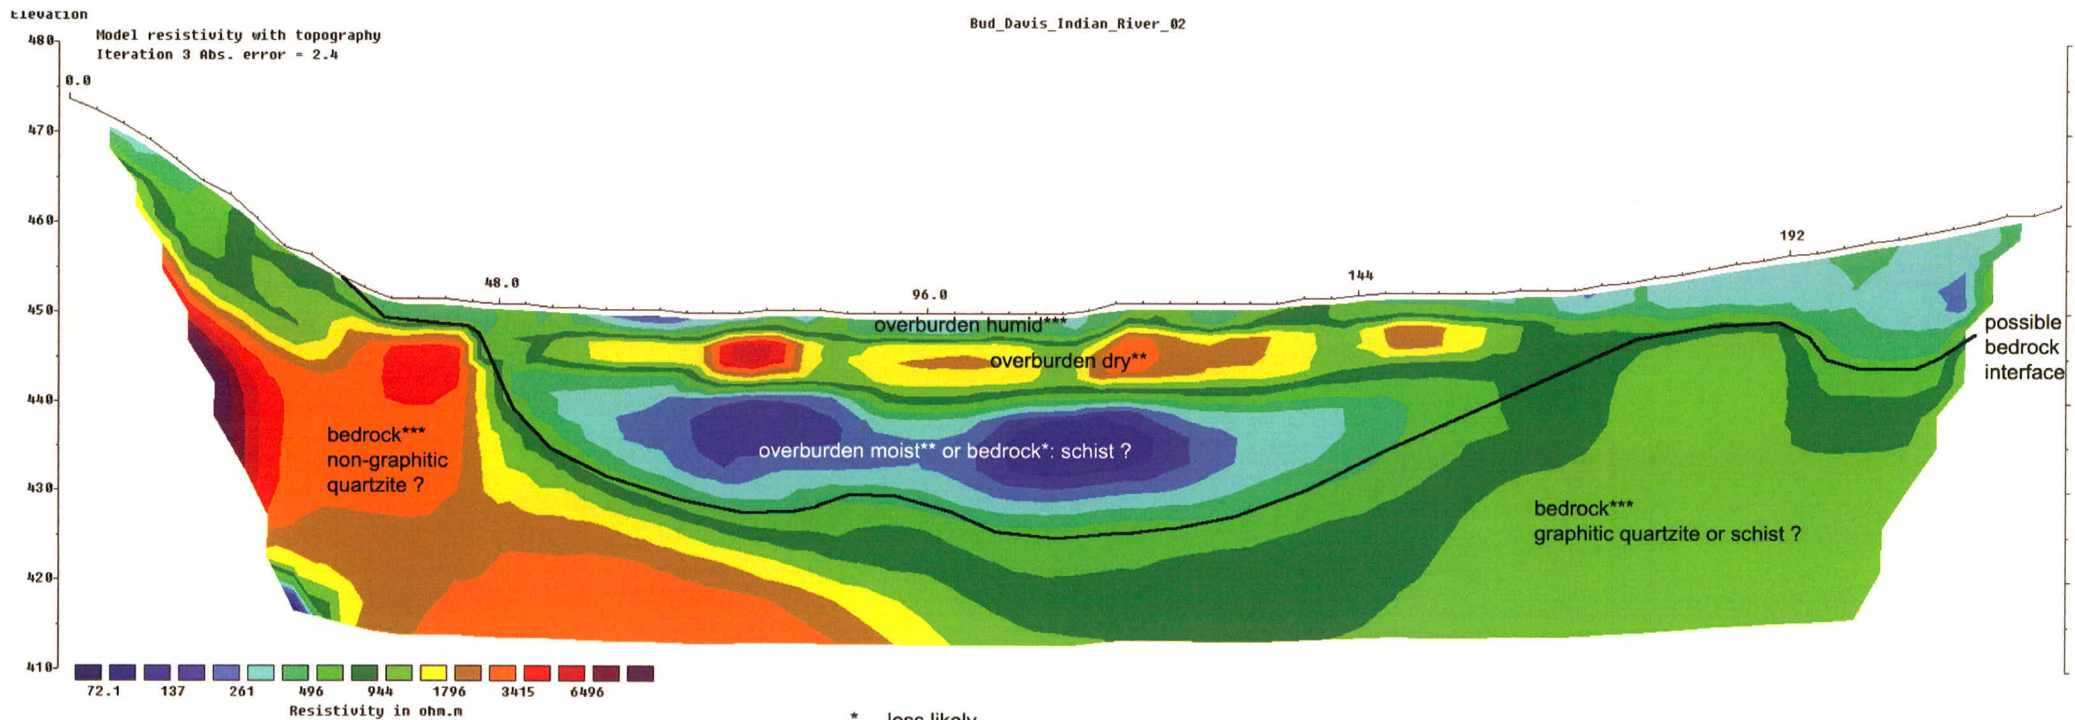 Elevation
Bud_Davis_Indian_River_02
Model resistivity with topography
Iteration 3 Abs. error = 2.4
480
0.0
470
460
192
48.0
144
96.0
450
overburden humid***
possible
bedrock
interface
overburden dry**
440
bedrock***
non-graphitic
quartzite ?
overburden moist** or bedrock*: schist ?
430
bedrock***
graphitic quartzite or schist ?
420
410
72.1 137 261 496 944 1796 3415 6496
Resistivity in ohm.m
* less likely